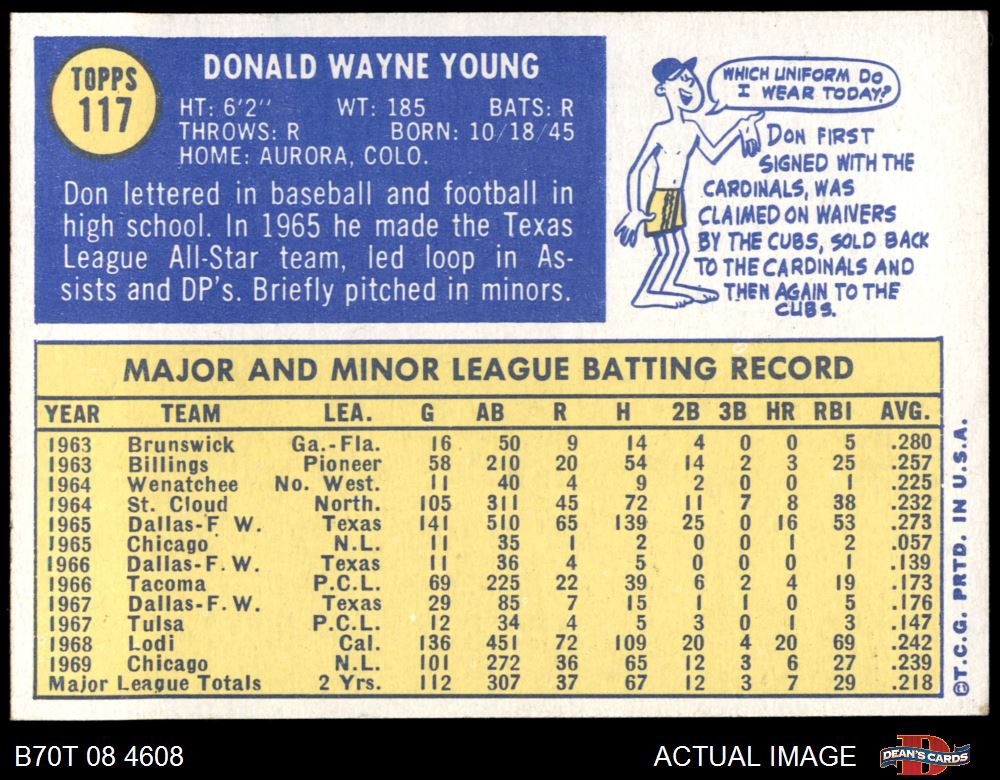 TOPPS
117
DONALD WAYNE YOUNG
HT: 6'2" WT: 185 BATS: R
THROWS: R BORN: 10/18/45
HOME: AURORA, COLO.
Don lettered in baseball and football in
high school. In 1965 he made the Texas
League All-Star team, led loop in As-
sists and DP's. Briefly pitched in minors.
WHICH UNIFORM DO
I WEAR TODAY?
DON FIRST
SIGNED WITH THE
CARDINALS, WAS
CLAIMED ON WAIVERS
BY THE CUBS, SOLD BACK
TO THE CARDINALS AND
THEN AGAIN TO THE
CUBS.
MAJOR AND MINOR LEAGUE BATTING RECORD
YEAR TEAM LEA. G AB R H 2B 3B HR RBI AVG.
1963 Brunswick Ga.-Fla. 16 50 9 14 4 0 0 5 .280
1963 Billings Pioneer 58 210 20 54 14 2 3 25 .257
1964 Wenatchee No. West. 11 40 4 9 2 0 0 1 .225
1964 St. Cloud North. 105 311 45 72 11 7 8 38 .232
1965 Dallas-F. W. Texas 141 510 65 139 25 0 16 53 .273
1965 Chicago N.L. 11 35 1 2 0 0 1 2 .057
1966 Dallas-F. W. Texas 11 36 4 5 0 0 0 1 .139
1966 Tacoma P.C.L. 69 225 22 39 6 2 4 19 .173
1967 Dallas-F. W. Texas 29 85 7 15 1 1 0 5 .176
1967 Tulsa P.C.L. 12 34 4 5 3 0 1 3 .147
1968 Lodi Cal. 136 451 72 109 20 4 20 69 .242
1969 Chicago N.L. 101 272 36 65 12 3 6 27 .239
Major League Totals 2 Yrs. 112 307 37 67 12 3 7 29 .218
©T.C.G. PRTD. IN U.S.A.
B70T 08 4608
ACTUAL IMAGE
DEAN'S CARDS